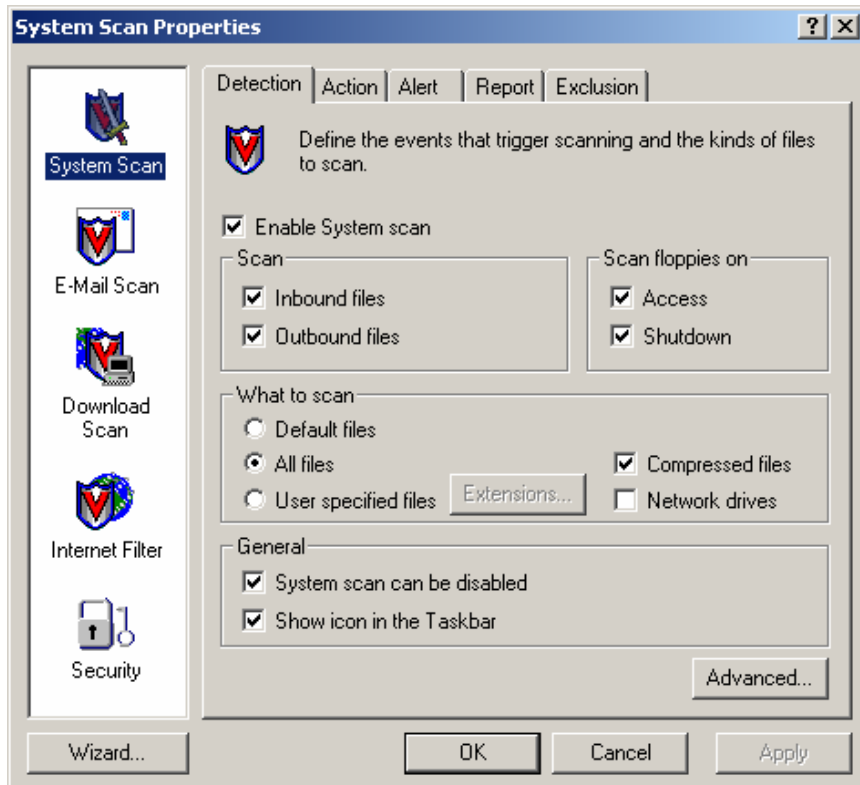 System Scan Properties
System Scan
E-Mail Scan
Download
Scan
Internet Filter
Security
Detection Action Alert Report Exclusion
Define the events that trigger scanning and the kinds of files
to scan.
Enable System scan
Scan
Inbound files
Outbound files
Scan floppies on
Access
Shutdown
What to scan
Default files
All files
User specified files
Extensions...
Compressed files
Network drives
General
System scan can be disabled
Show icon in the Taskbar
Advanced...
Wizard...
OK
Cancel
Apply